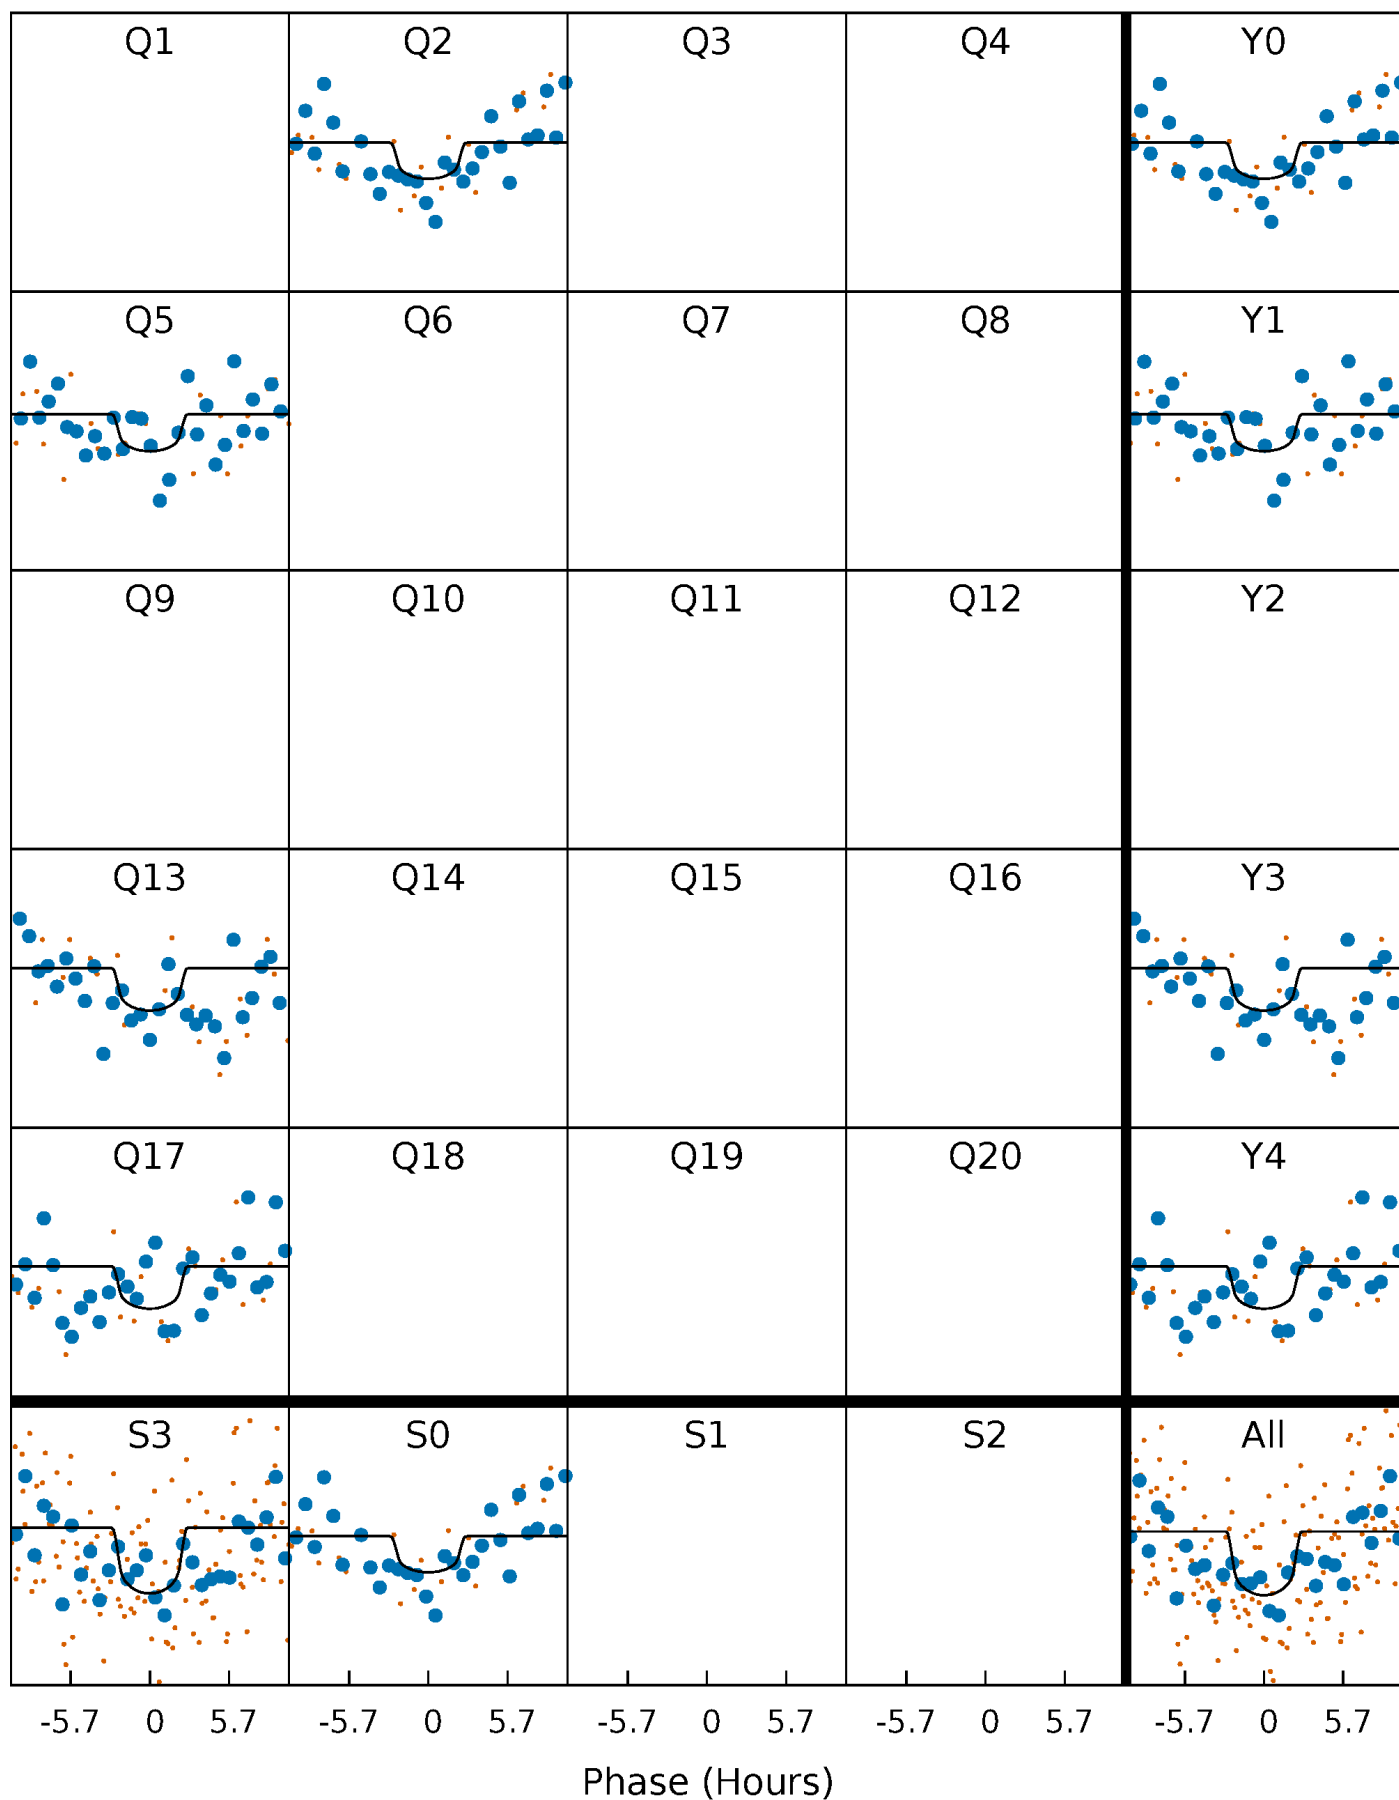 Q1 Q2 Q3 Q4 Y0
Q5 Q6 Q7 Q8 Y1
Q9 Q10 Q11 Q12 Y2
Q13 Q14 Q15 Q16 Y3
Q17 Q18 Q19 Q20 Y4
S3 S0 S1 S2 All
-5.7 0 5.7 -5.7 0 5.7 -5.7 0 5.7 -5.7 0 5.7 -5.7 0 5.7
Phase (Hours)